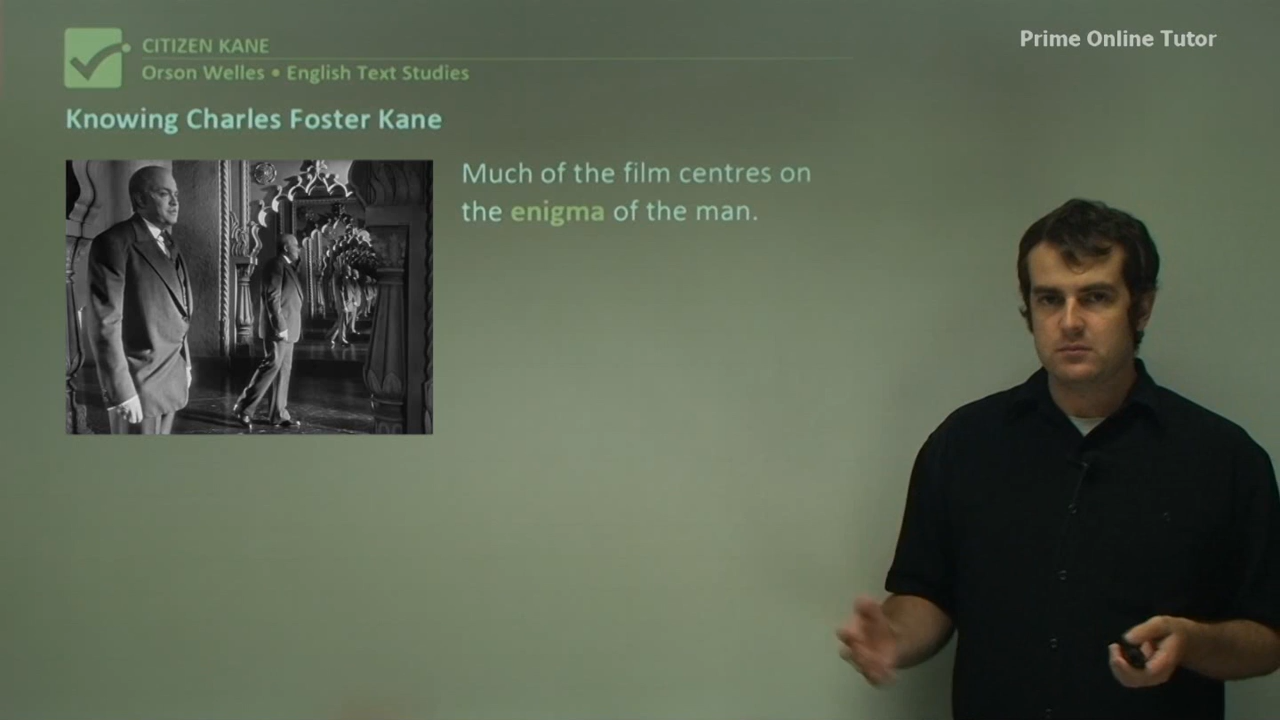 CITIZEN KANE
Orson Welles • English Text Studies
Prime Online Tutor
Knowing Charles Foster Kane
Much of the film centres on
the enigma of the man.